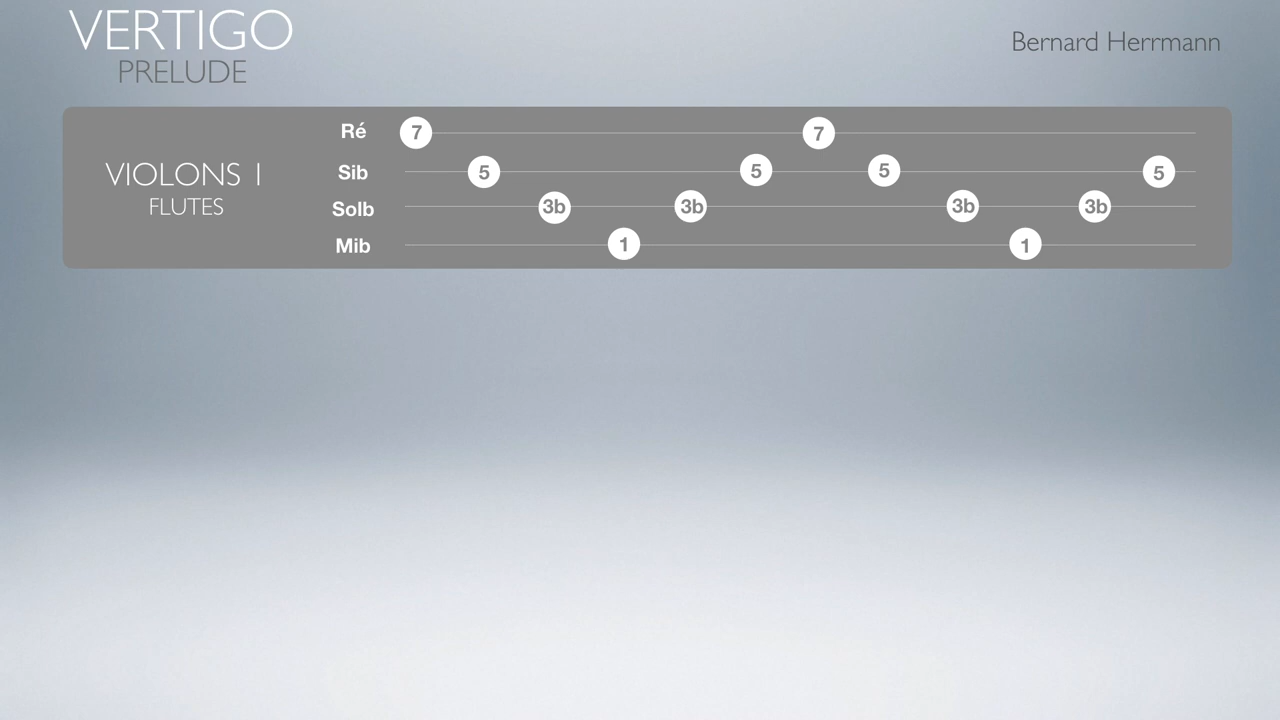 VERTIGO
PRELUDE
Bernard Herrmann
VIOLONS 1
FLUTES
Ré 7 7
Sib 5 5 5 5
Solb 3b 3b 3b 3b
Mib 1 1